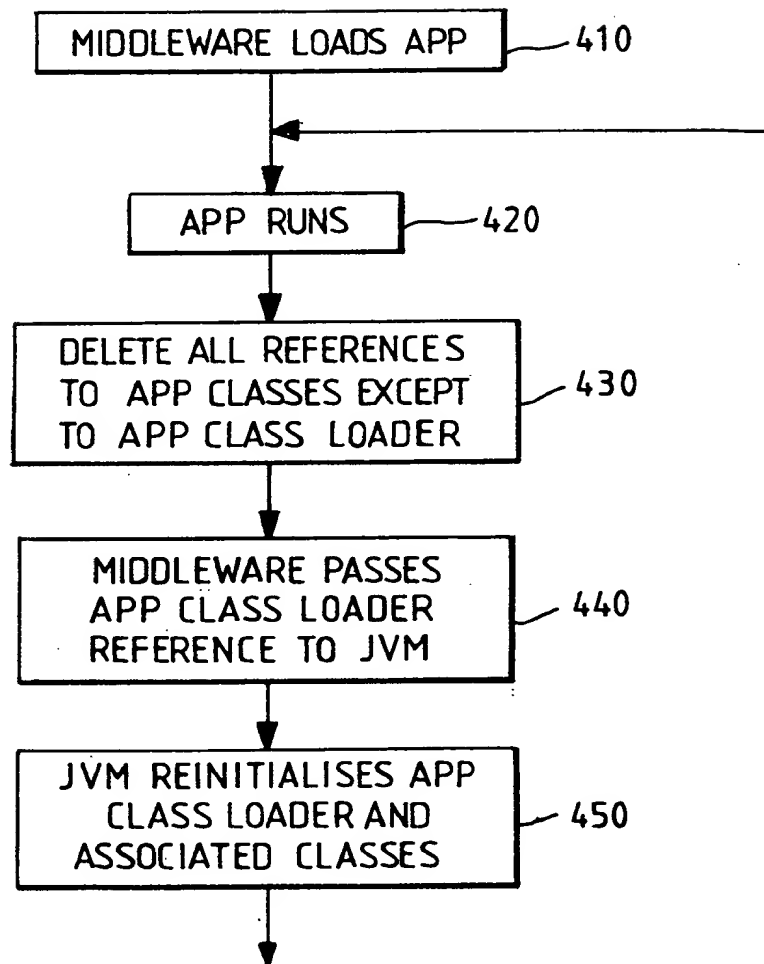 MIDDLEWARE LOADS APP
410
APP RUNS
420
DELETE ALL REFERENCES
TO APP CLASSES EXCEPT
TO APP CLASS LOADER
430
MIDDLEWARE PASSES
APP CLASS LOADER
REFERENCE TO JVM
440
JVM REINITIALISES APP
CLASS LOADER AND
ASSOCIATED CLASSES
450